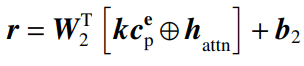 r = W₂ᵀ [kcₚᵉ ⊕ hₐₜₜₙ] + b₂